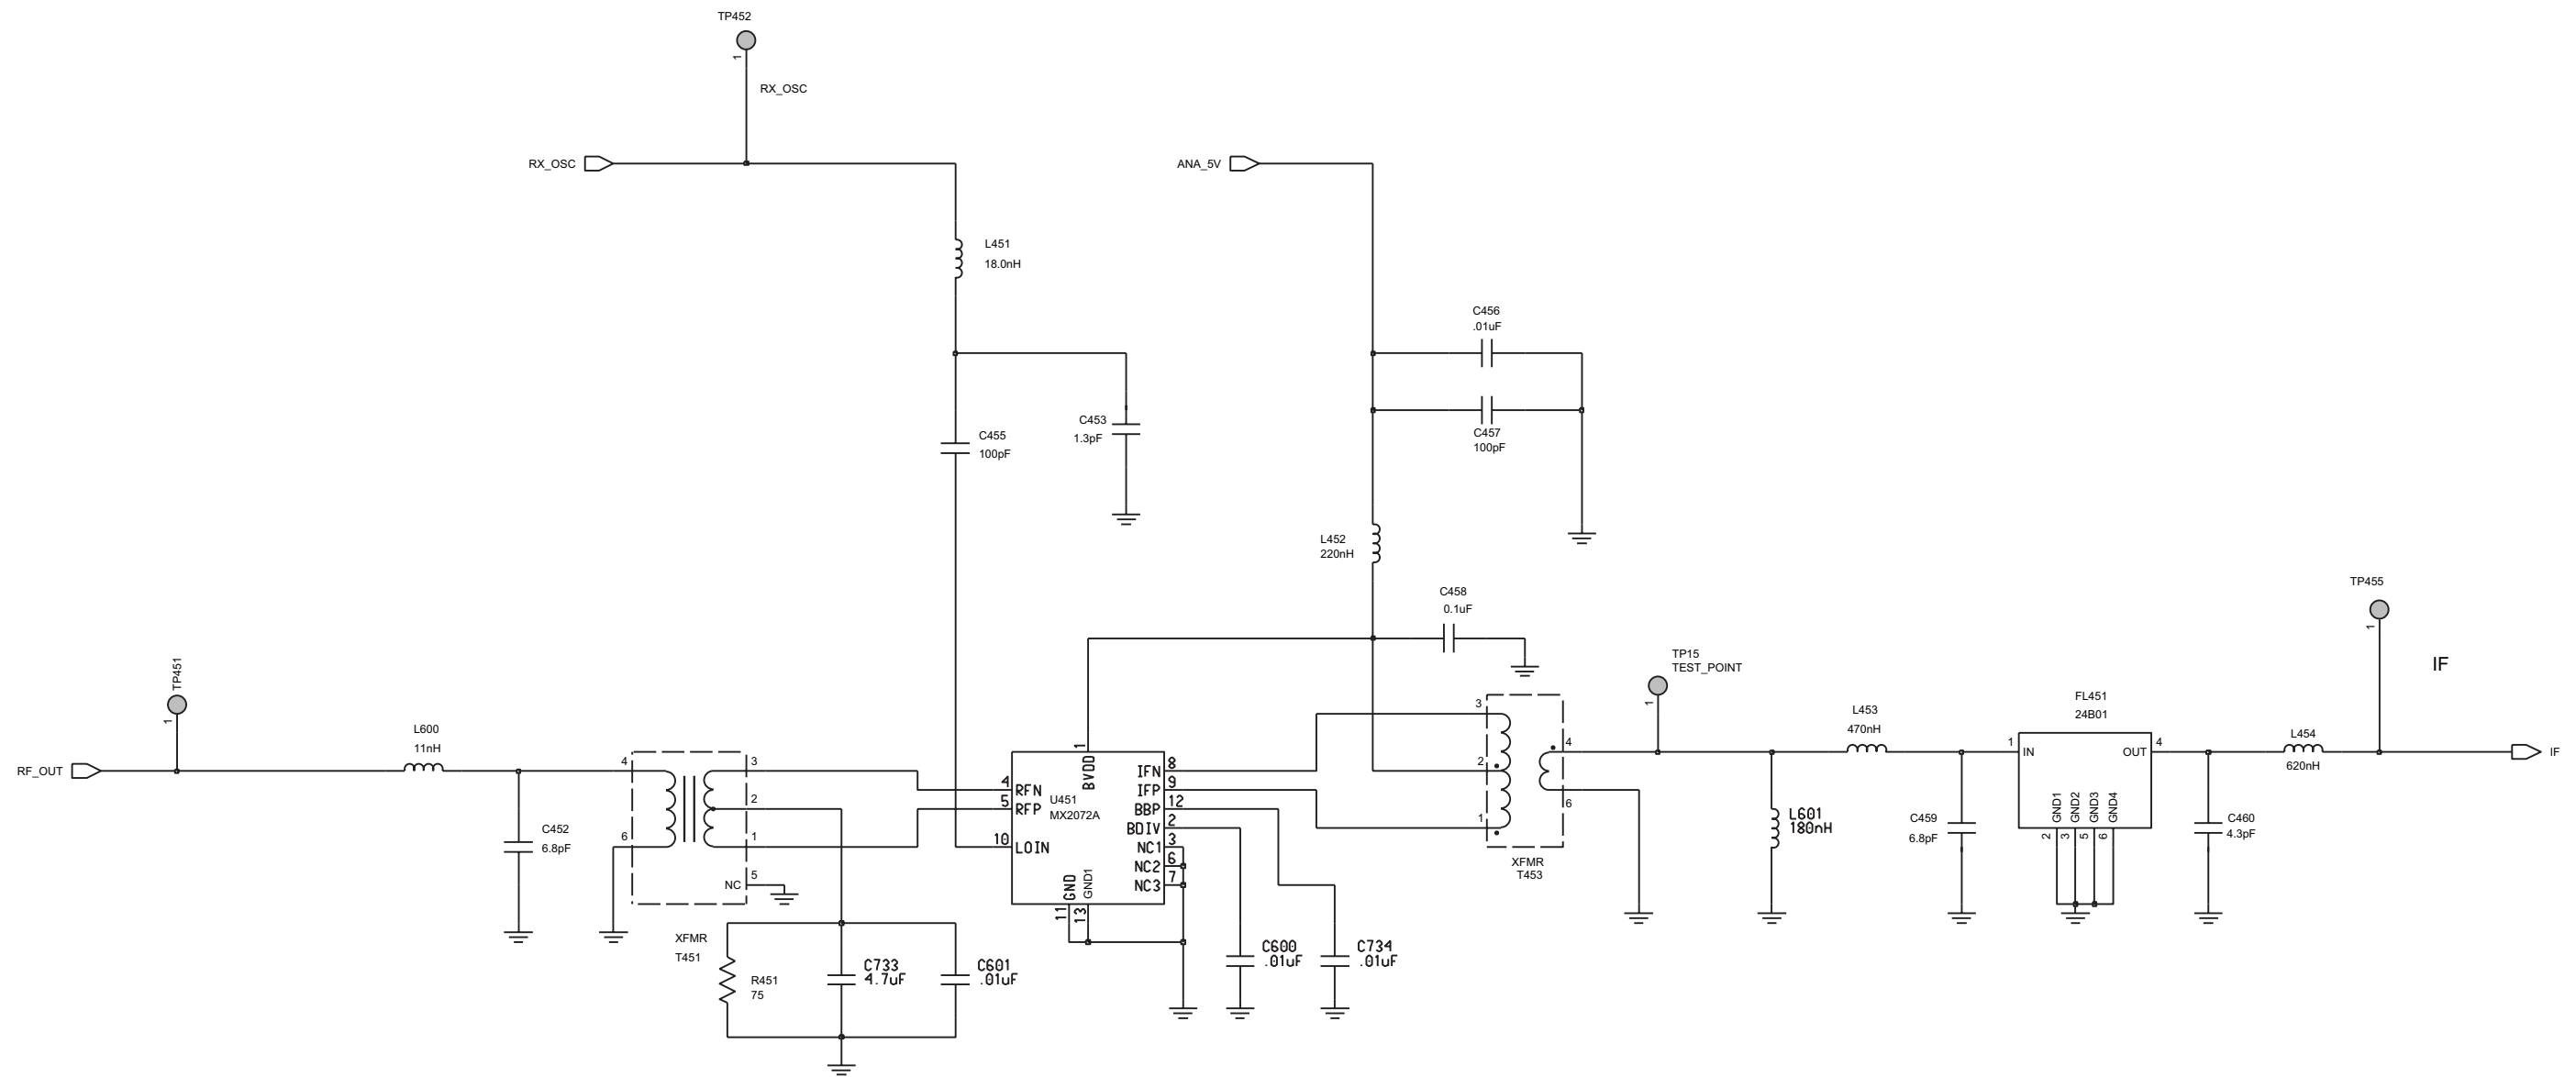 TP452
1
RX_OSC
RX_OSC
ANA_5V
L451
18.0nH
C456
.01uF
C453
1.3pF
C455
100pF
C457
100pF
L452
220nH
C458
0.1uF
TP455
1
IF
TP451
1
TP15
TEST_POINT
1
L600
11nH
RF_OUT
C452
6.8pF
4
6
3
2
1
5
NC
XFMR
T451
R451
75
C733
4.7uF
C601
.01uF
1
BVDD
4
RFN
5
RFP
10
LOIN
U451
MX2072A
IFN
8
IFP
9
BBP
12
BDIV
2
NC1
3
NC2
6
NC3
7
GND
GND1
11
13
C600
.01uF
C734
.01uF
3
2
1
4
6
XFMR
T453
L601
180nH
L453
470nH
C459
6.8pF
FL451
24B01
1
IN
OUT
4
GND1
GND2
GND3
GND4
2
3
5
6
C460
4.3pF
L454
620nH
IF